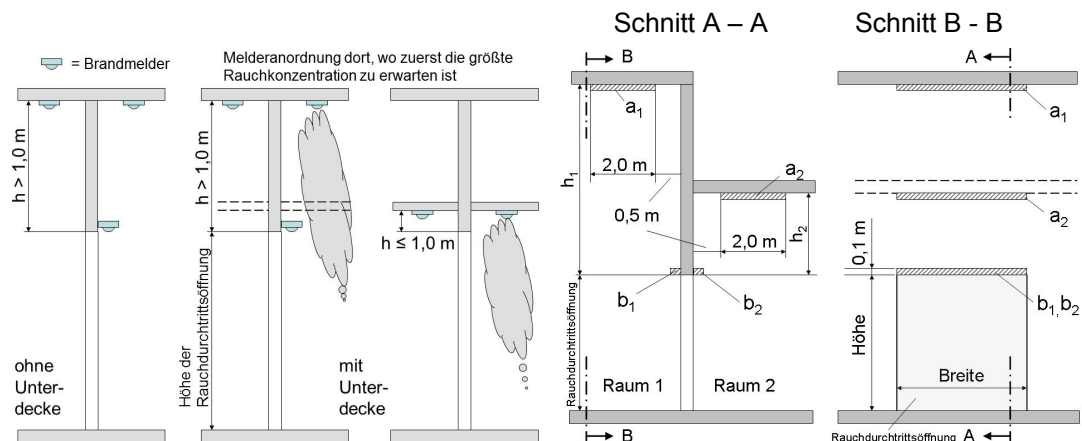 Schnitt A – A
Schnitt B - B
= Brandmelder
Melderanordnung dort, wo zuerst die größte
Rauchkonzentration zu erwarten ist
h > 1,0 m
h > 1,0 m
h ≤ 1,0 m
Höhe der
Rauchdurchtrittsöffnung
ohne
Unter-
decke
mit
Unter-
decke
B
a1
2,0 m
h1
0,5 m
a2
2,0 m
h2
b1
b2
Rauchdurchtrittsöffnung
Raum 1
Raum 2
B
A
a1
a2
0,1 m
b1,b2
Höhe
Breite
Rauchdurchtrittsöffnung
A